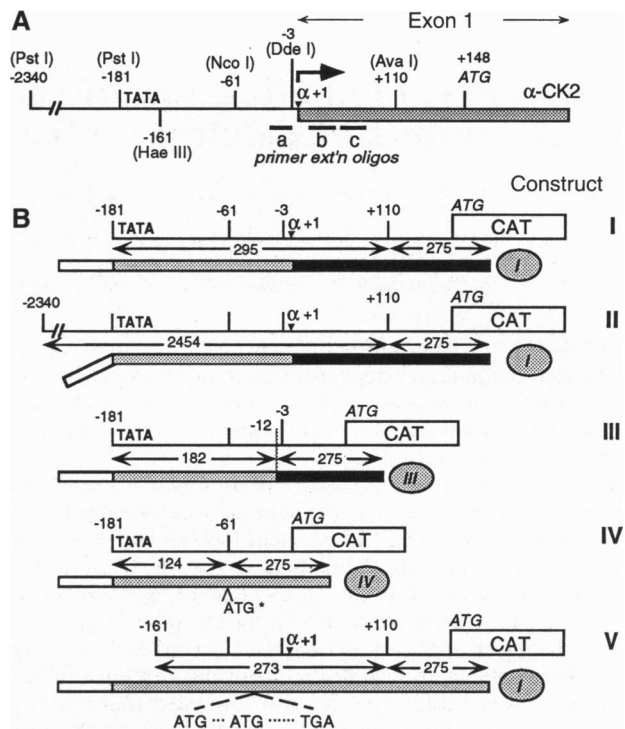 A
Exon 1
(Pst I) (Pst I) (Nco I) -3 (Dde I) (Ava I) +148
-2340 -181 TATA -61 α +1 +110 ATG
α-CK2
-161 (Hae III)
a b c
primer ext'n oligos
Construct
B
-181 TATA -61 -3 α +1 +110 ATG CAT I
295 275
I
-2340 -181 TATA -61 -3 α +1 +110 ATG CAT II
2454 275
I
-181 TATA -12 -3 ATG CAT III
182 275
III
-181 TATA -61 ATG CAT IV
124 275
IV
ATG *
-161 α +1 +110 ATG CAT V
273 275
I
ATG ··· ATG ······ TGA